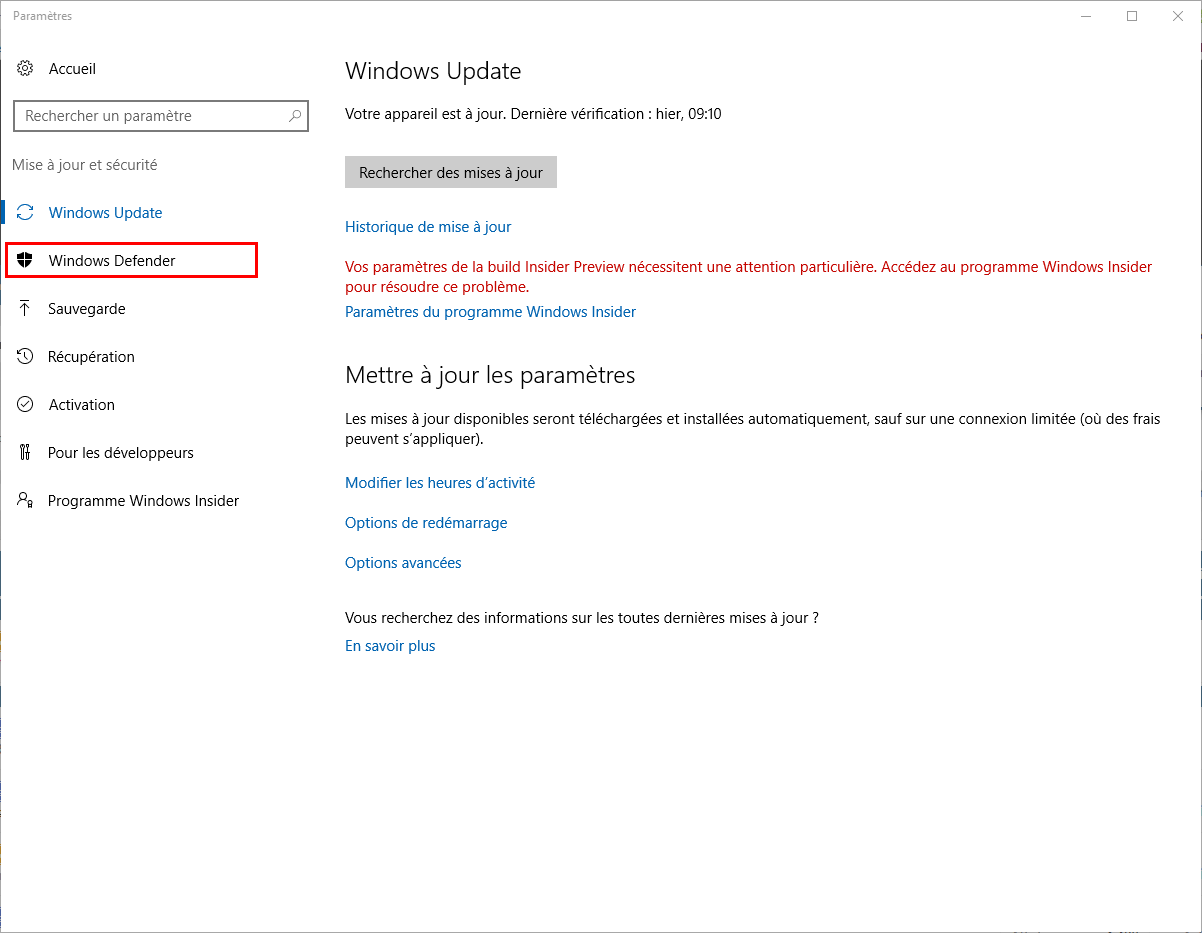 Paramètres
Accueil
Rechercher un paramètre
Mise à jour et sécurité
Windows Update
Windows Defender
Sauvegarde
Récupération
Activation
Pour les développeurs
Programme Windows Insider
Windows Update
Votre appareil est à jour. Dernière vérification : hier, 09:10
Rechercher des mises à jour
Historique de mise à jour
Vos paramètres de la build Insider Preview nécessitent une attention particulière. Accédez au programme Windows Insider
pour résoudre ce problème.
Paramètres du programme Windows Insider
Mettre à jour les paramètres
Les mises à jour disponibles seront téléchargées et installées automatiquement, sauf sur une connexion limitée (où des frais
peuvent s’appliquer).
Modifier les heures d’activité
Options de redémarrage
Options avancées
Vous recherchez des informations sur les toutes dernières mises à jour ?
En savoir plus